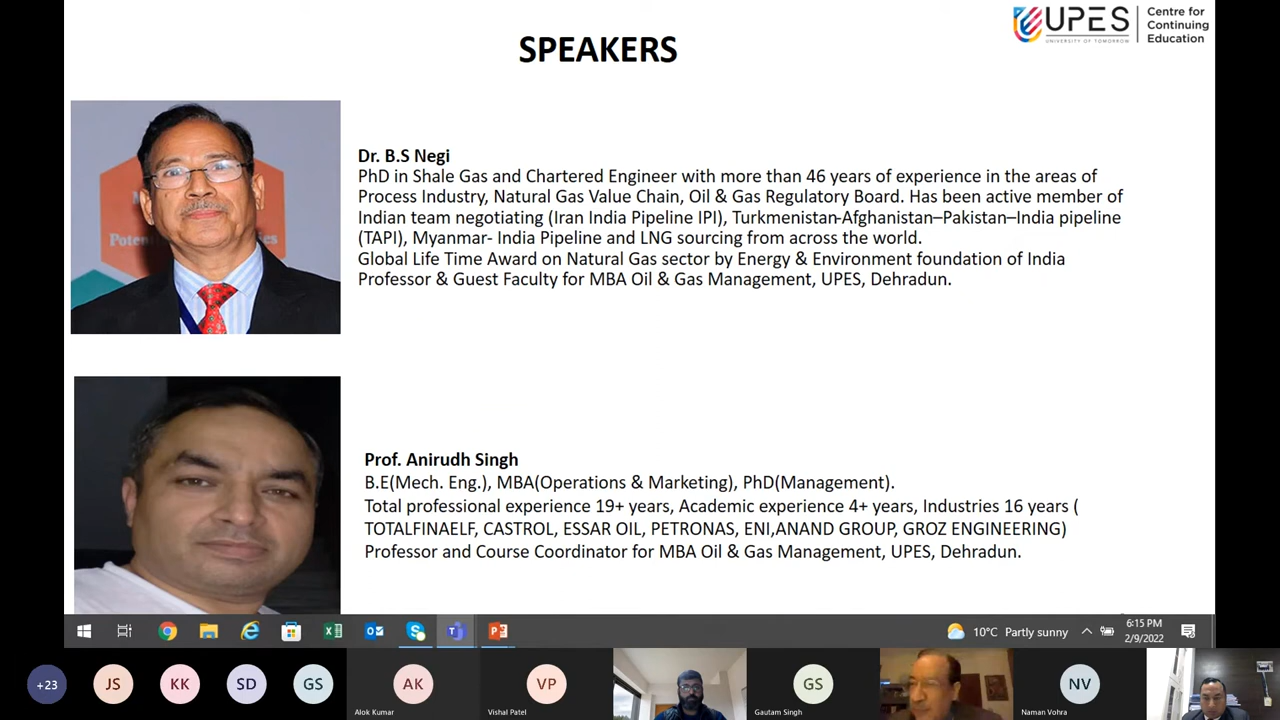 UPES
UNIVERSITY OF TOMORROW
Centre for
Continuing
Education
SPEAKERS
Dr. B.S Negi
PhD in Shale Gas and Chartered Engineer with more than 46 years of experience in the areas of
Process Industry, Natural Gas Value Chain, Oil & Gas Regulatory Board. Has been active member of
Indian team negotiating (Iran India Pipeline IPI), Turkmenistan-Afghanistan–Pakistan–India pipeline
(TAPI), Myanmar- India Pipeline and LNG sourcing from across the world.
Global Life Time Award on Natural Gas sector by Energy & Environment foundation of India
Professor & Guest Faculty for MBA Oil & Gas Management, UPES, Dehradun.
Prof. Anirudh Singh
B.E(Mech. Eng.), MBA(Operations & Marketing), PhD(Management).
Total professional experience 19+ years, Academic experience 4+ years, Industries 16 years (
TOTALFINAELF, CASTROL, ESSAR OIL, PETRONAS, ENI,ANAND GROUP, GROZ ENGINEERING)
Professor and Course Coordinator for MBA Oil & Gas Management, UPES, Dehradun.
10°C Partly sunny
6:15 PM
2/9/2022
+23
JS
KK
SD
GS
AK
Alok Kumar
VP
Vishal Patel
GS
Gautam Singh
NV
Naman Vohra